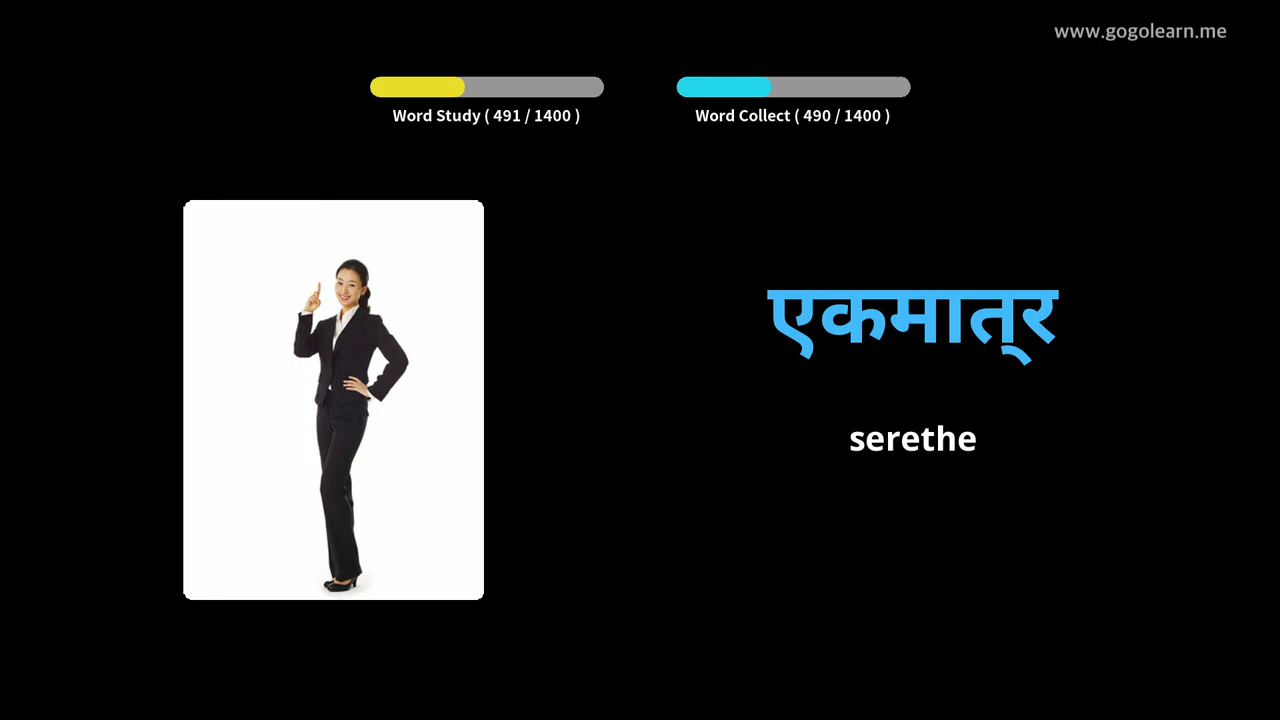 www.gogolearn.me
Word Study ( 491 / 1400 )
Word Collect ( 490 / 1400 )
एकमात्र
serethe